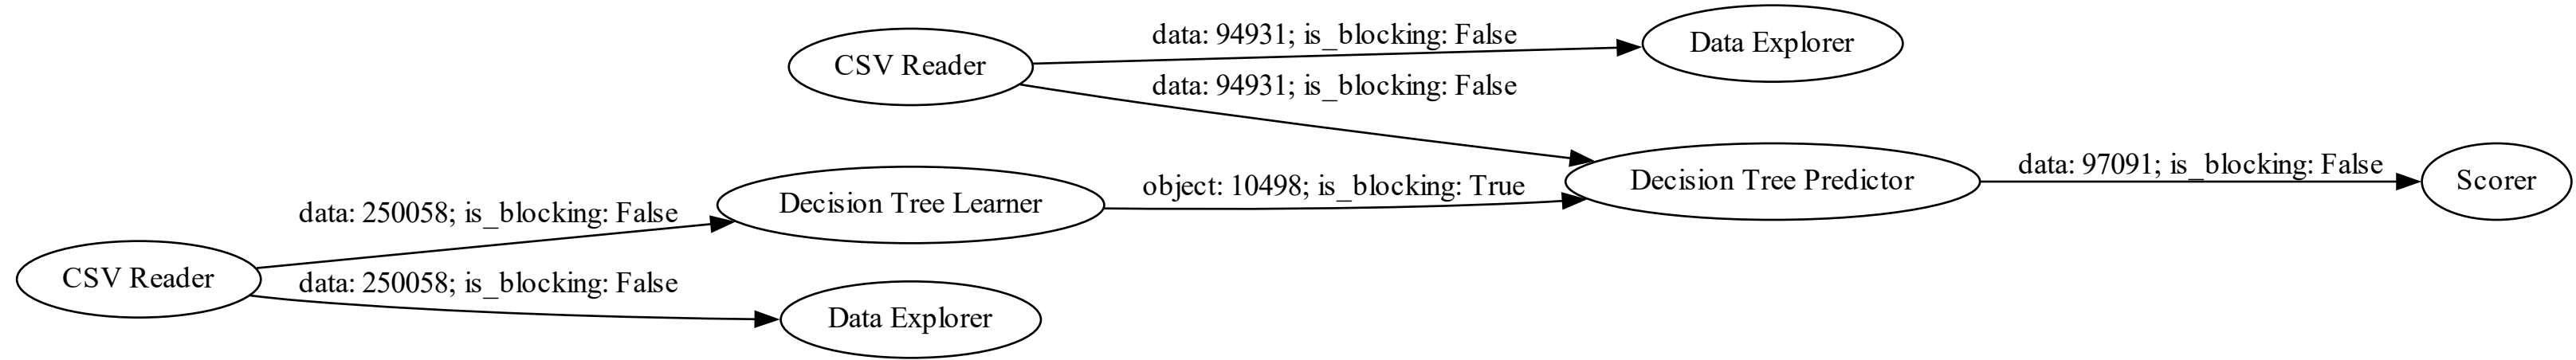 data: 94931; is_blocking: False
Data Explorer
CSV Reader
data: 94931; is_blocking: False
data: 97091; is_blocking: False
Decision Tree Predictor
Scorer
object: 10498; is_blocking: True
Decision Tree Learner
data: 250058; is_blocking: False
CSV Reader
data: 250058; is_blocking: False
Data Explorer